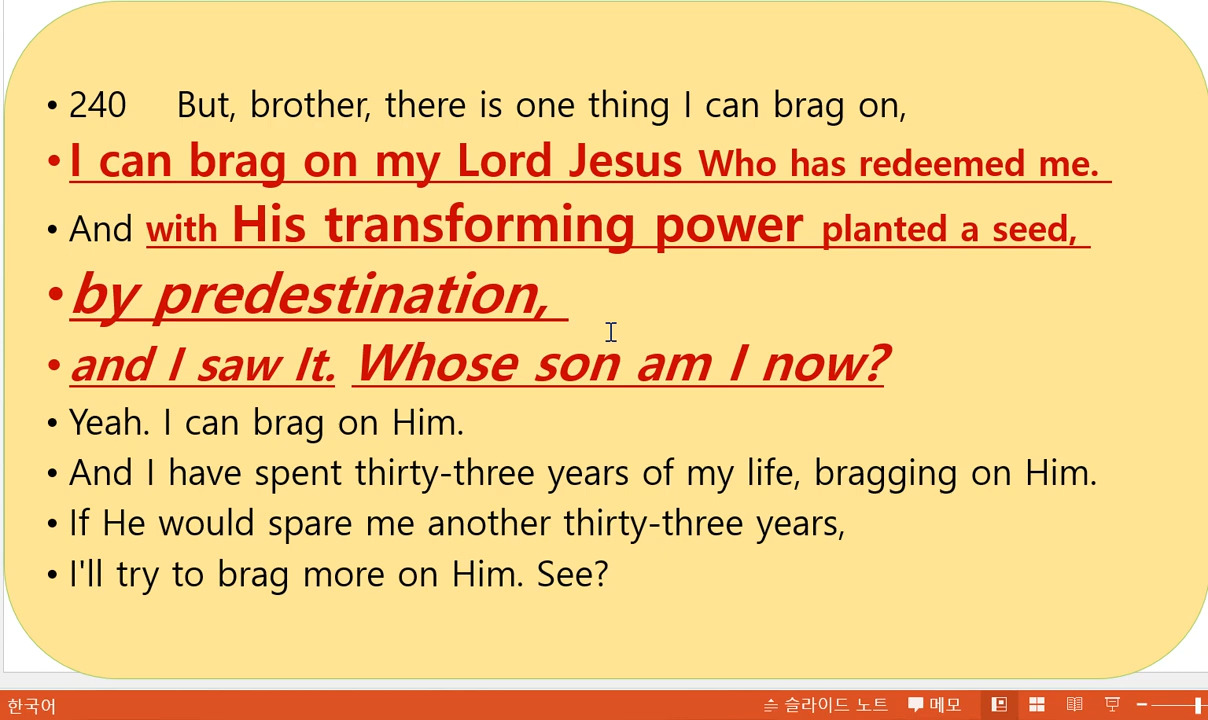 • 240 But, brother, there is one thing I can brag on,
• I can brag on my Lord Jesus Who has redeemed me.
• And with His transforming power planted a seed,
• by predestination,
• and I saw It. Whose son am I now?
• Yeah. I can brag on Him.
• And I have spent thirty-three years of my life, bragging on Him.
• If He would spare me another thirty-three years,
• I'll try to brag more on Him. See?
한국어 슬라이드 노트 메모